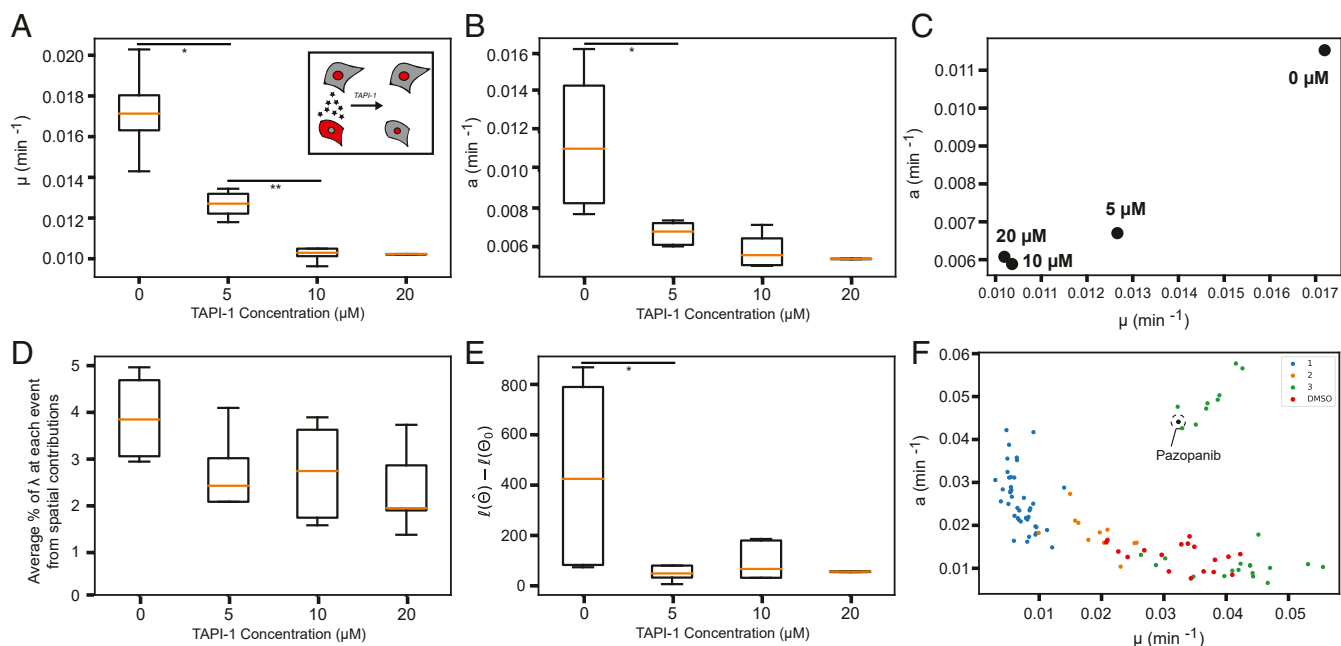 A
μ (min -1)
0.020
0.018
0.016
0.014
0.012
0.010
*
**
TAPI-1
0 5 10 20
TAPI-1 Concentration (μM)
B
a (min -1)
0.016
0.014
0.012
0.010
0.008
0.006
*
0 5 10 20
TAPI-1 Concentration (μM)
C
a (min -1)
0.011
0.010
0.009
0.008
0.007
0.006
0 μM
5 μM
20 μM
10 μM
0.010 0.011 0.012 0.013 0.014 0.015 0.016 0.017
μ (min -1)
D
Average % of λ at each event
from spatial contributions
5
4
3
2
1
0
0 5 10 20
TAPI-1 Concentration (μM)
E
ℓ(Θ̂) − ℓ(Θ₀)
800
600
400
200
0
*
0 5 10 20
TAPI-1 Concentration (μM)
F
a (min -1)
0.06
0.05
0.04
0.03
0.02
0.01
1
2
3
DMSO
Pazopanib
0.01 0.02 0.03 0.04 0.05
μ (min -1)